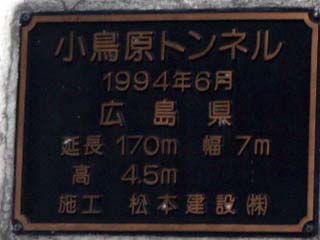 小鳥原トンネル
1994年6月
広島県
延長 170m 幅 7m
高 4.5m
施工 松本建設㈱